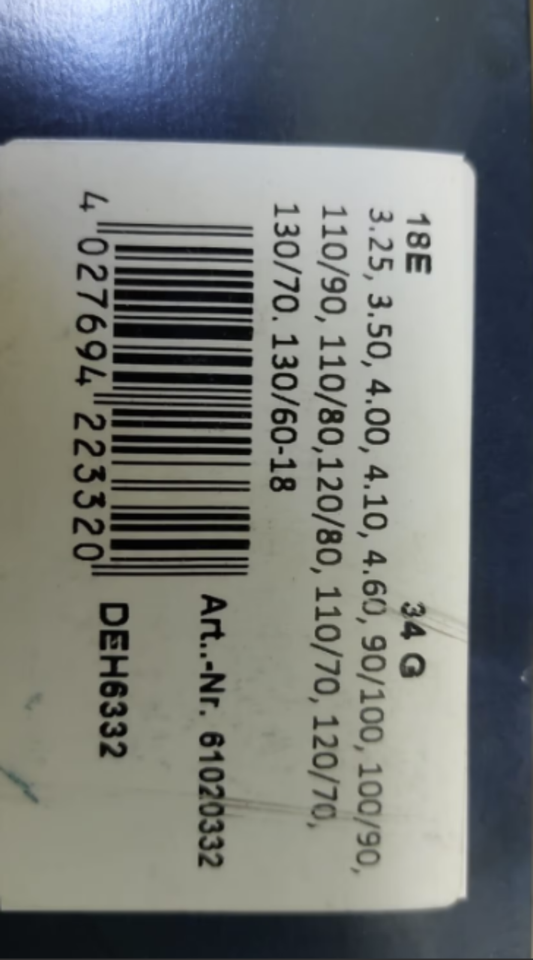 18E 34 G
3.25, 3.50, 4.00, 4.10, 4.60, 90/100, 100/90,
110/90, 110/80,120/80, 110/70, 120/70,
130/70. 130/60-18
Art..-Nr. 61020332
4 027694 223320
DEH6332